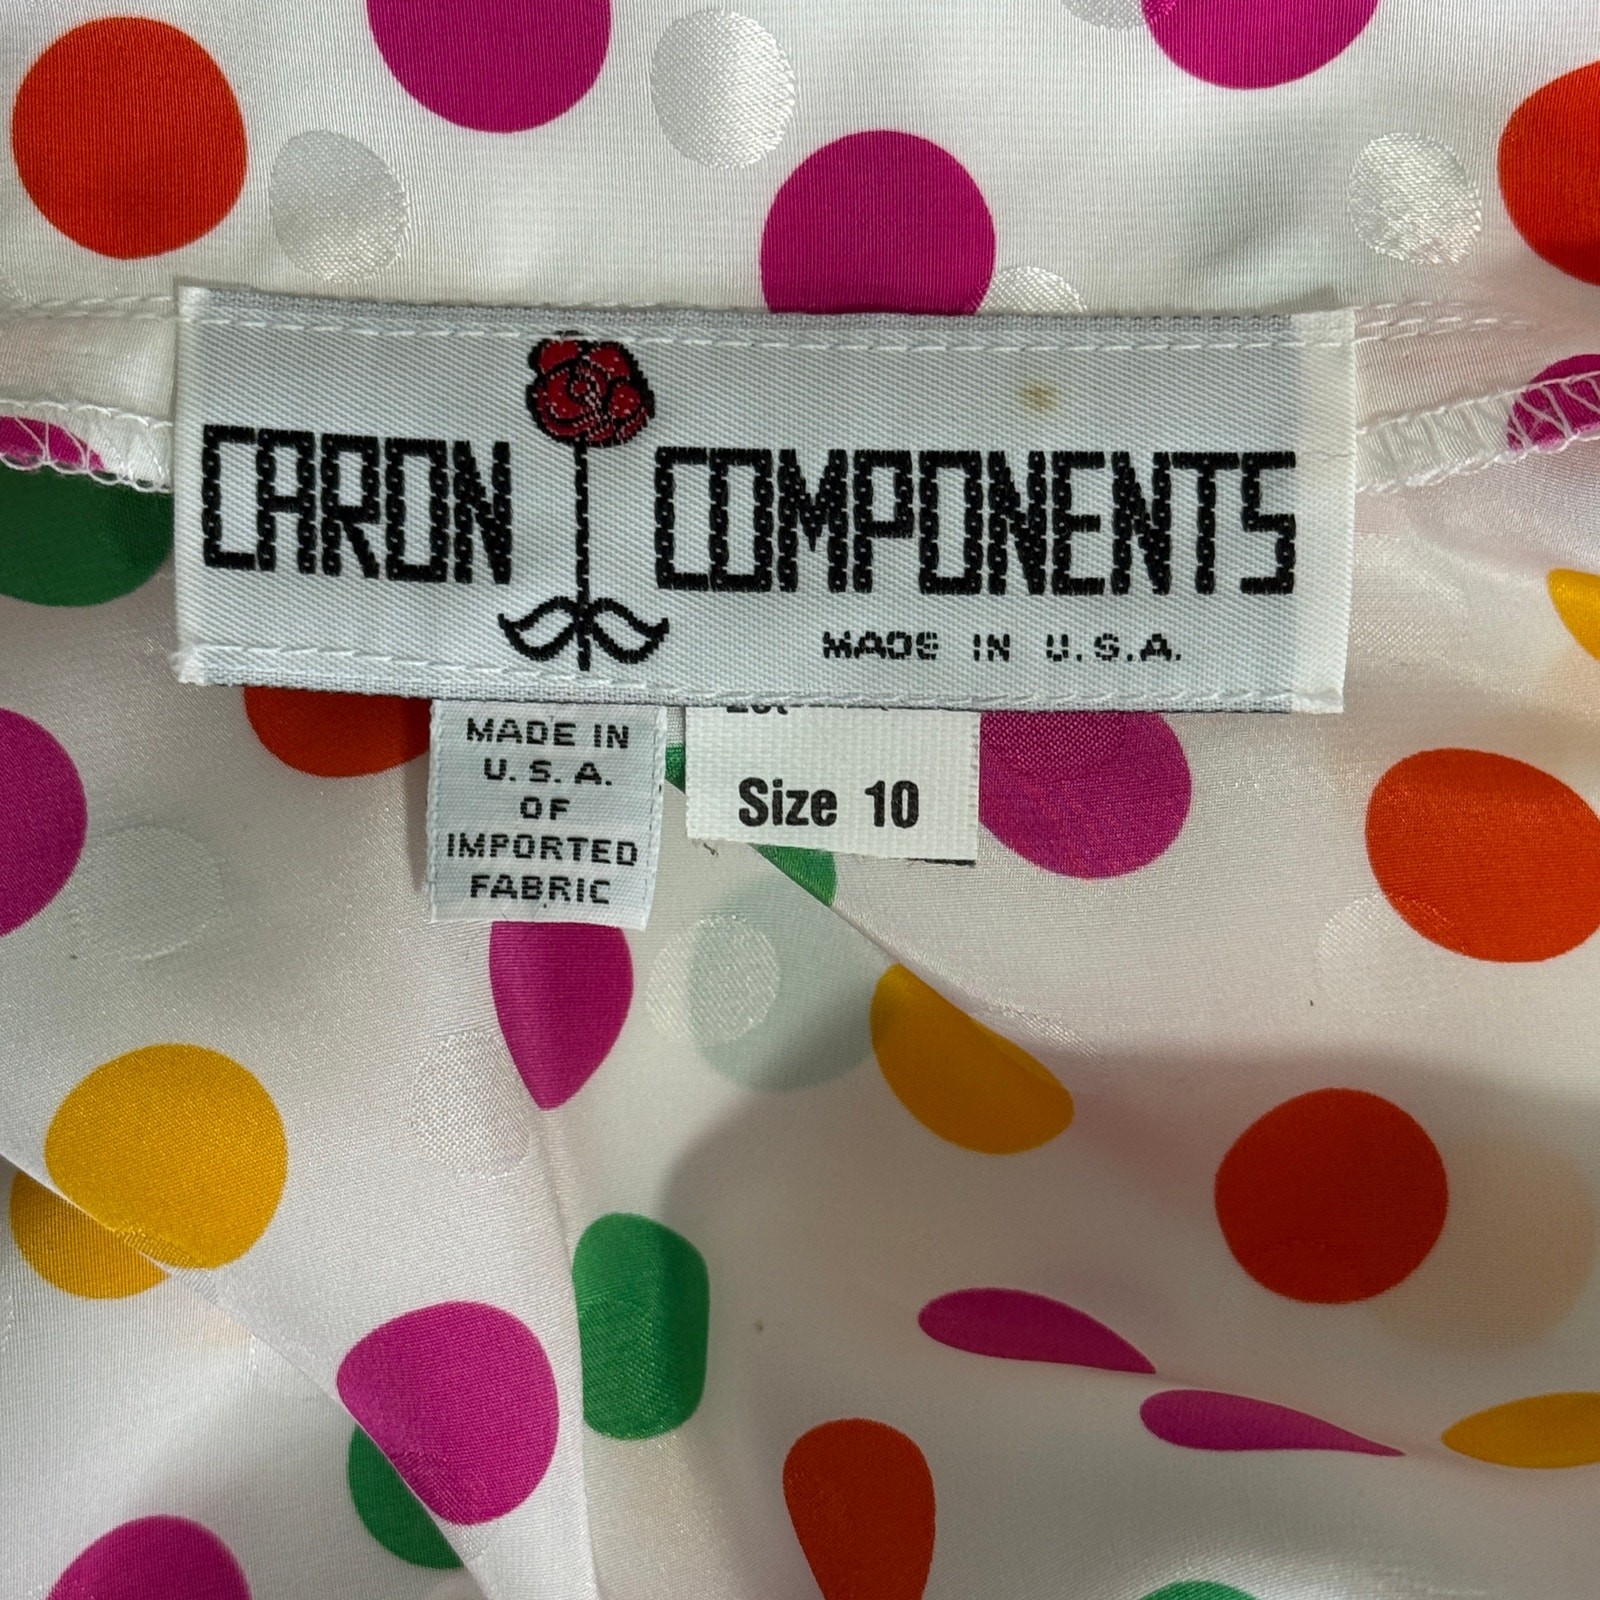 CARON COMPONENTS
MADE IN U.S.A.
MADE IN
U.S.A.
OF
IMPORTED
FABRIC
Size 10